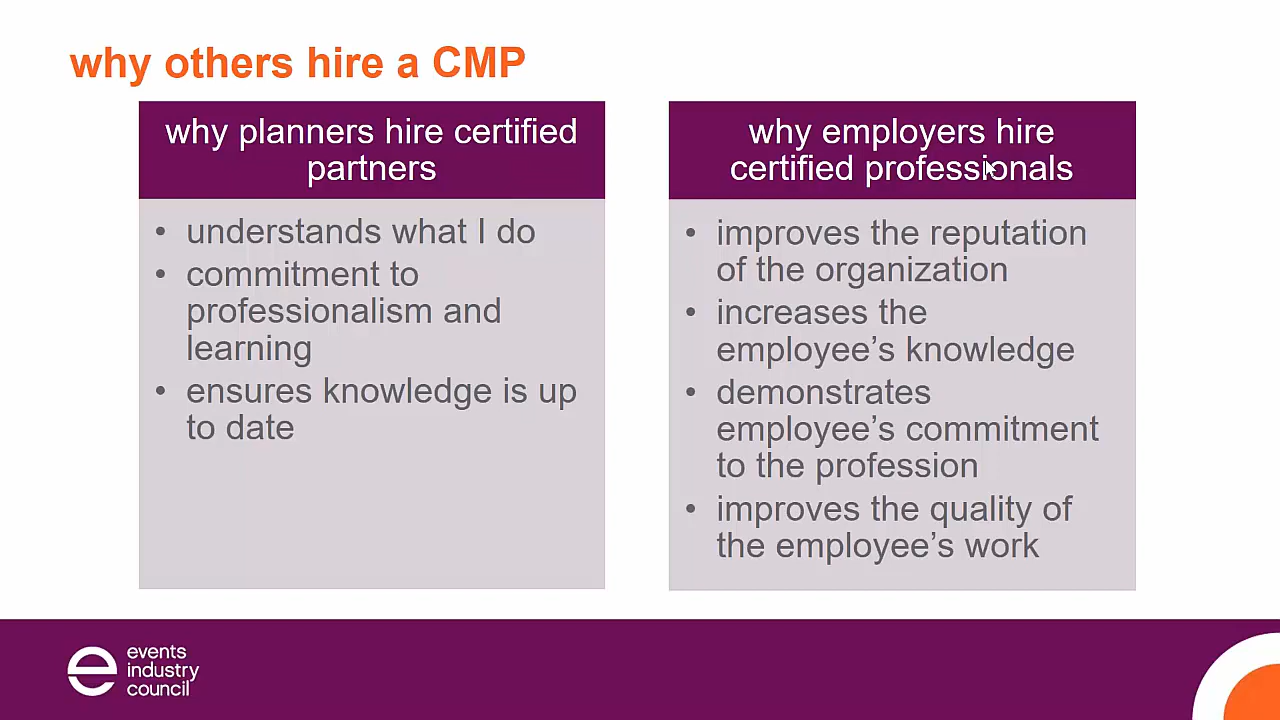 why others hire a CMP
why planners hire certified
partners
• understands what I do
• commitment to
professionalism and
learning
• ensures knowledge is up
to date
why employers hire
certified professionals
• improves the reputation
of the organization
• increases the
employee’s knowledge
• demonstrates
employee’s commitment
to the profession
• improves the quality of
the employee’s work
events
industry
council